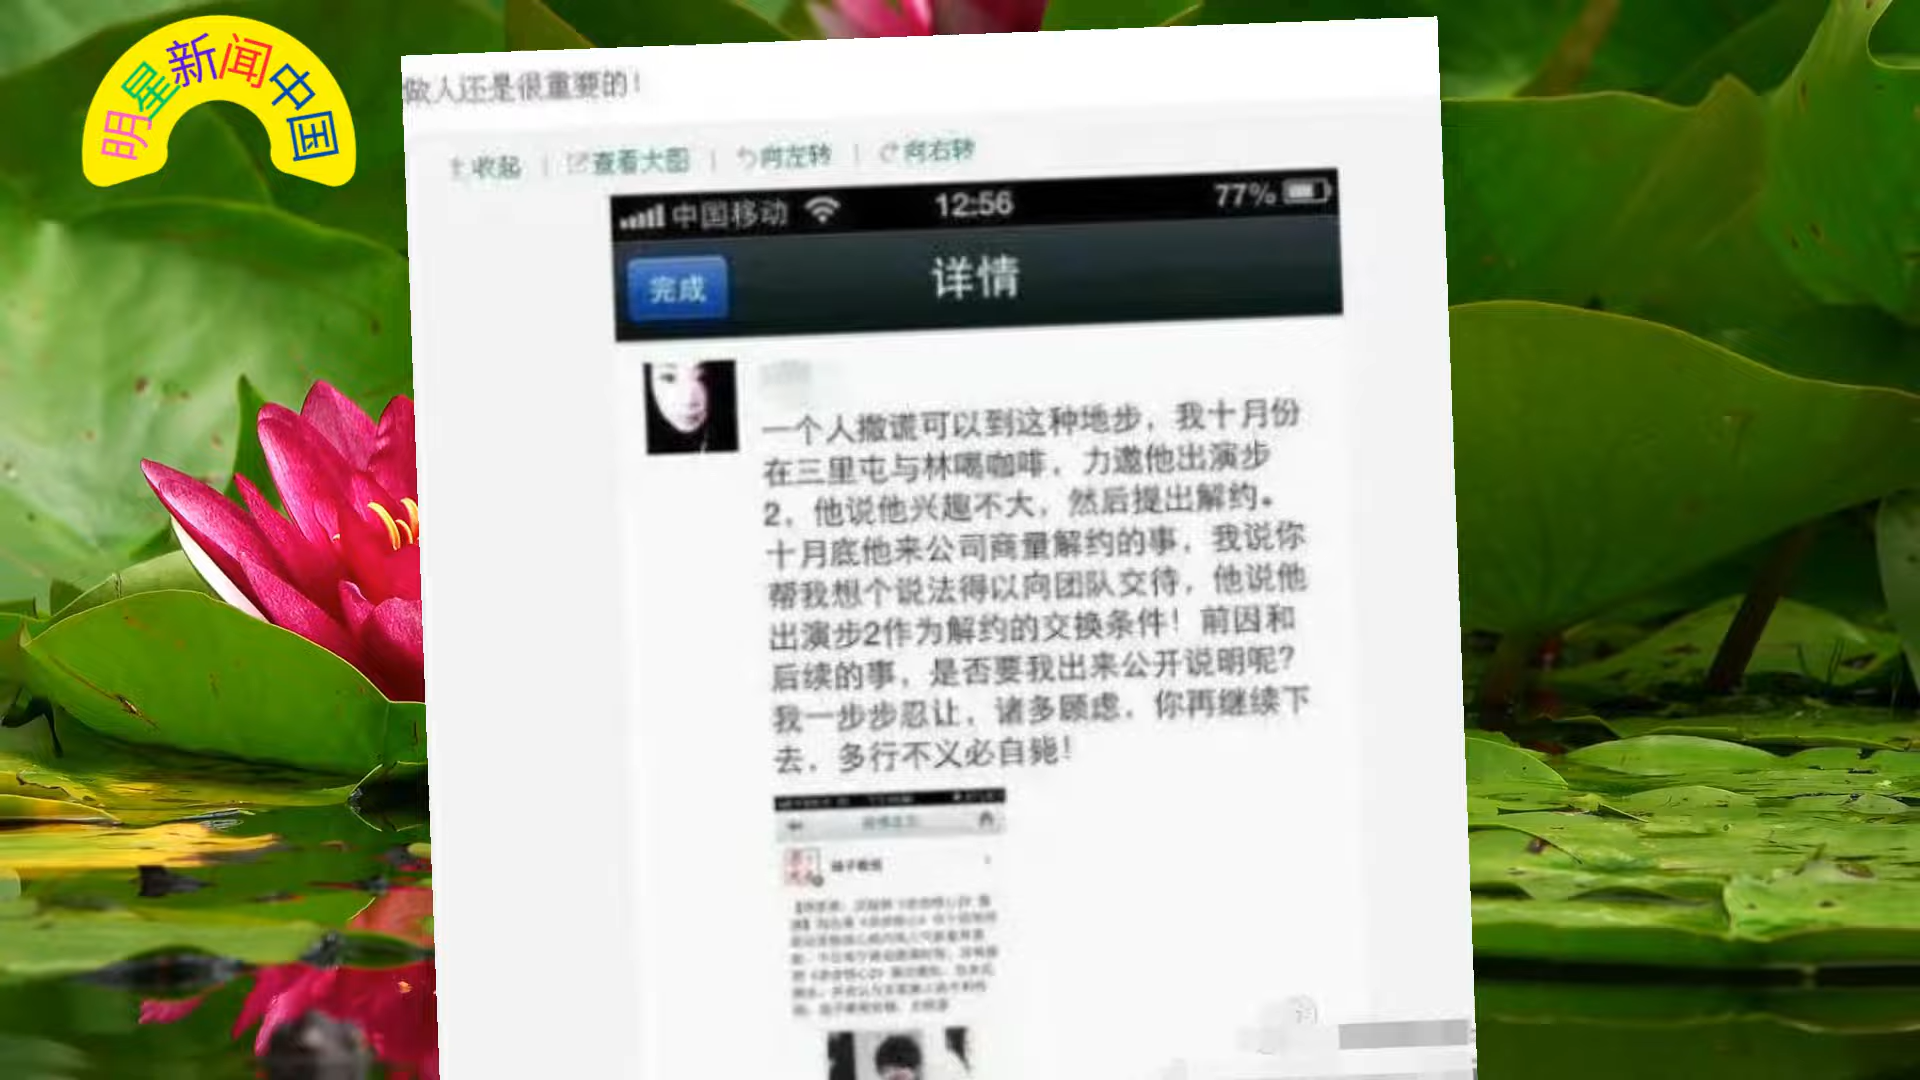 明星新闻中国
做人还是很重要的!
收起 | 查看大图 | 向左转 | 向右转
中国移动 12:56 77%
完成 详情
一个人撒谎可以到这种地步，我十月份
在三里屯与林喝咖啡，力邀他出演步
2，他说他兴趣不大，然后提出解约。
十月底他来公司商量解约的事，我说你
帮我想个说法得以向团队交待，他说他
出演步2作为解约的交换条件！前因和
后续的事，是否要我出来公开说明呢？
我一步步忍让，诸多顾虑，你再继续下
去，多行不义必自毙！